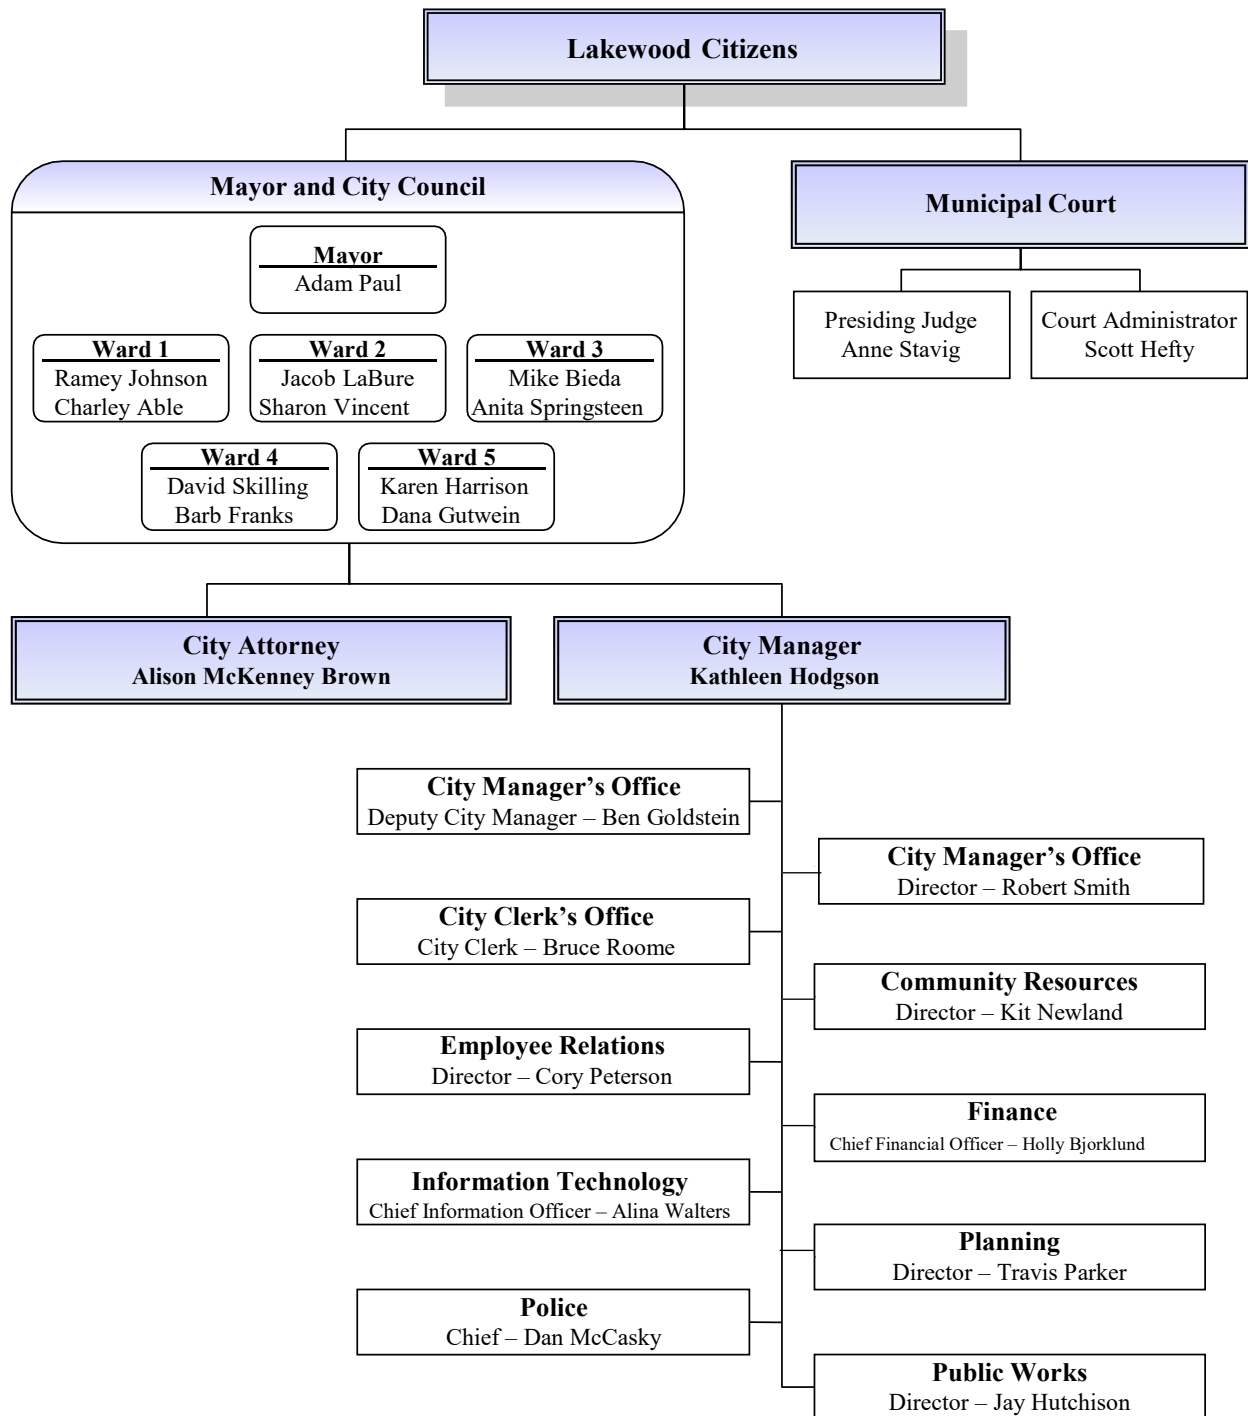 Lakewood Citizens
Mayor and City Council
Municipal Court
Mayor
Adam Paul
Presiding Judge
Anne Stavig
Court Administrator
Scott Hefty
Ward 1
Ramey Johnson
Charley Able
Ward 2
Jacob LaBure
Sharon Vincent
Ward 3
Mike Bieda
Anita Springsteen
Ward 4
David Skilling
Barb Franks
Ward 5
Karen Harrison
Dana Gutwein
City Attorney
Alison McKenney Brown
City Manager
Kathleen Hodgson
City Manager’s Office
Deputy City Manager – Ben Goldstein
City Manager’s Office
Director – Robert Smith
City Clerk’s Office
City Clerk – Bruce Roome
Community Resources
Director – Kit Newland
Employee Relations
Director – Cory Peterson
Finance
Chief Financial Officer – Holly Bjorklund
Information Technology
Chief Information Officer – Alina Walters
Planning
Director – Travis Parker
Police
Chief – Dan McCasky
Public Works
Director – Jay Hutchison